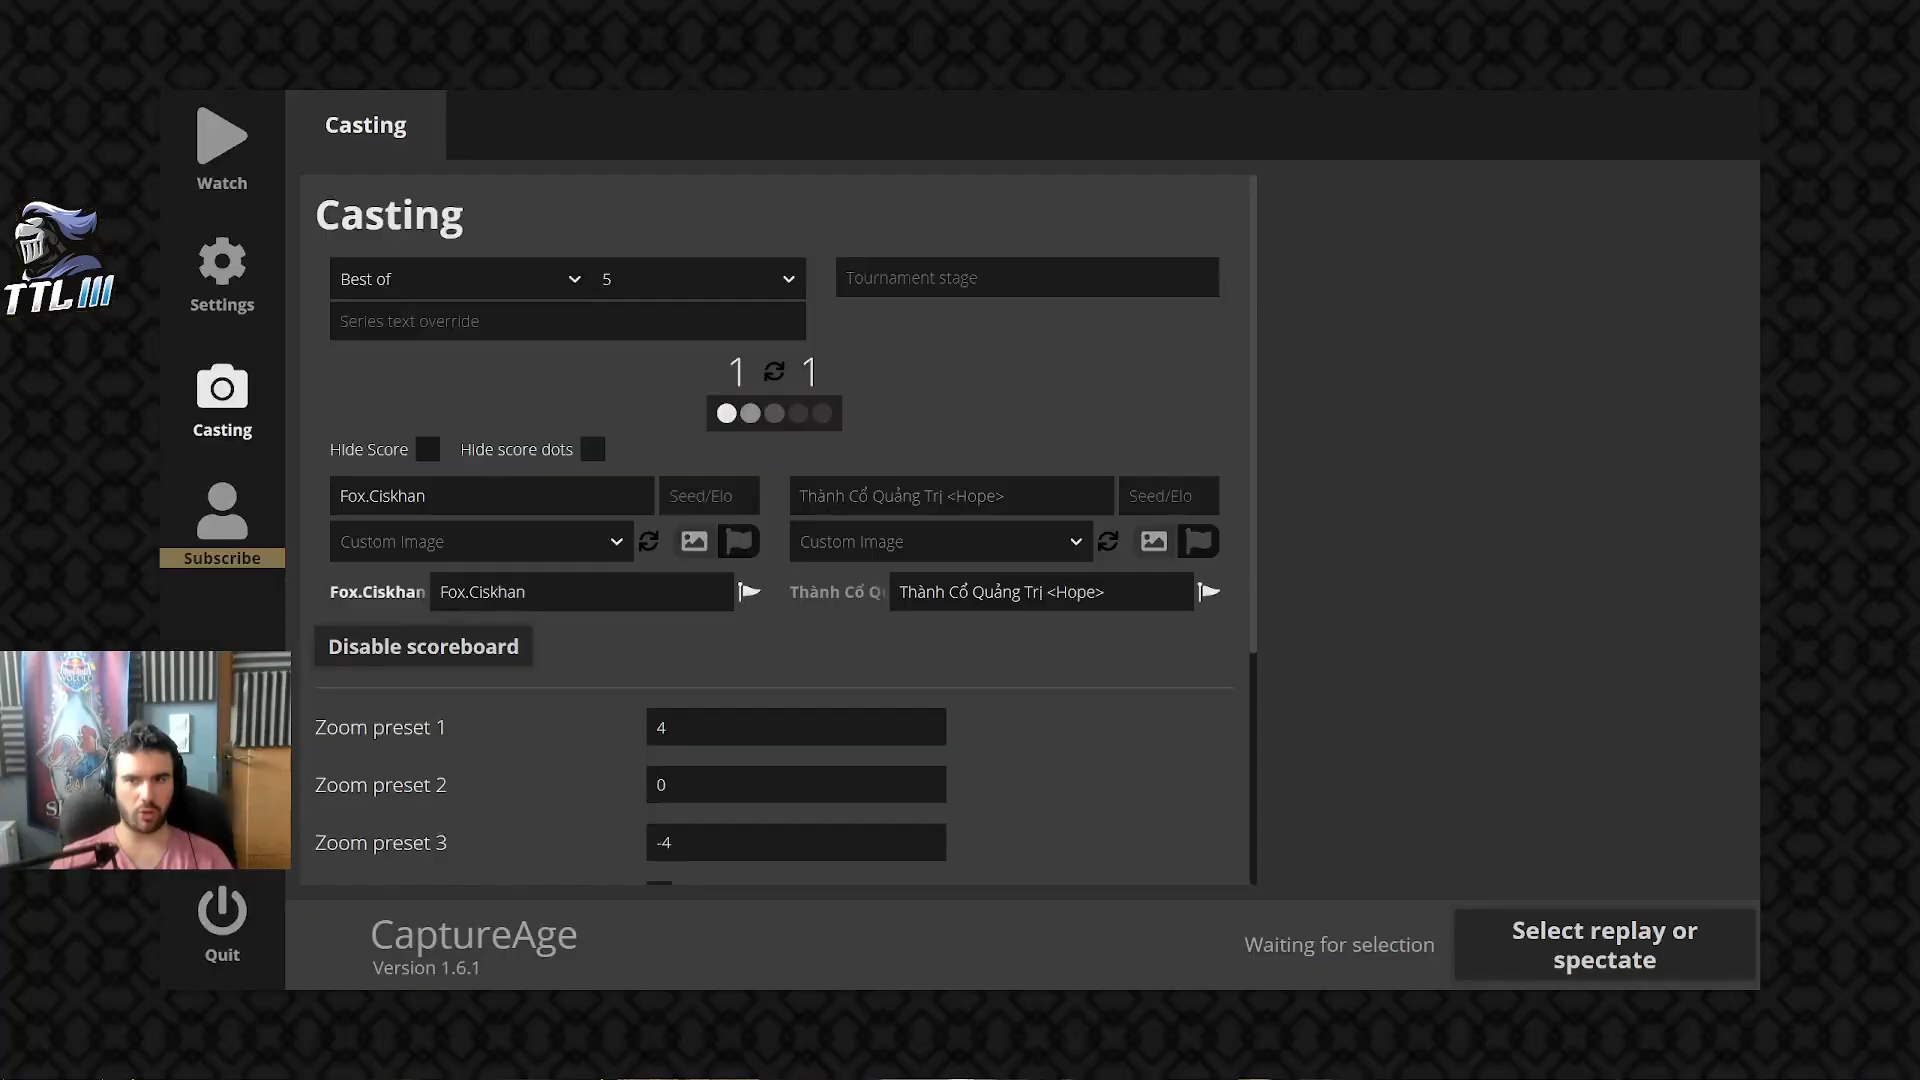 Casting
Watch
Settings
Casting
Subscribe
Quit
TTL III
Casting
Best of
5
Tournament stage
Series text override
1 1
Hide Score
Hide score dots
Fox.Ciskhan
Seed/Elo
Thành Cổ Quảng Trị <Hope>
Seed/Elo
Custom Image
Custom Image
Fox.Ciskhan
Fox.Ciskhan
Thành Cổ Q
Thành Cổ Quảng Trị <Hope>
Disable scoreboard
Zoom preset 1
4
Zoom preset 2
0
Zoom preset 3
-4
CaptureAge
Version 1.6.1
Waiting for selection
Select replay or
spectate